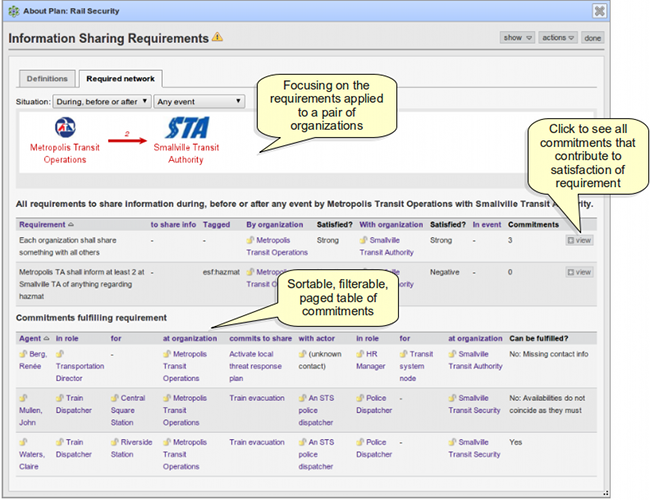 About Plan: Rail Security
Information Sharing Requirements
show actions done
Definitions Required network
Situation: During, before or after Any event
Focusing on the
requirements applied
to a pair of
organizations
2
STA
Metropolis Transit
Operations
Smallville Transit
Authority
Click to see all
commitments that
contribute to
satisfaction of
requirement
All requirements to share information during, before or after any event by Metropolis Transit Operations with Smallville Transit
Requirement to share info Tagged By organization Satisfied? With organization Satisfied? In event Commitments
Each organization shall share - - Metropolis Strong Smallville Strong - 3 view
something with all others Transit Operations Transit Authority
Metropolis TA shall inform at least 2 at - esf:hazmat Metropolis Negative - 0 view
Smallville TA of anything regarding
hazmat
Sortable, filterable,
paged table of
commitments
Commitments fulfilling requirement
Agent in role for at organization commits to share with actor in role for at organization Can be fulfilled?
Berg, - Metropolis Activate local (unknown HR Transit Smallville No: Missing contact info
Renée Transportation Transit threat response contact) Manager system Transit Authority
Director Operations plan node
Train Central Metropolis Train evacuation An STS Police - Smallville No: Availabilities do not
Mullen, Dispatcher Square Transit police Dispatcher Transit Security coincide as they must
John Station Operations dispatcher
Train Riverside Metropolis Train evacuation An STS Police - Smallville Yes
Waters, Dispatcher Station Transit police Dispatcher Transit Security
Claire Operations dispatcher